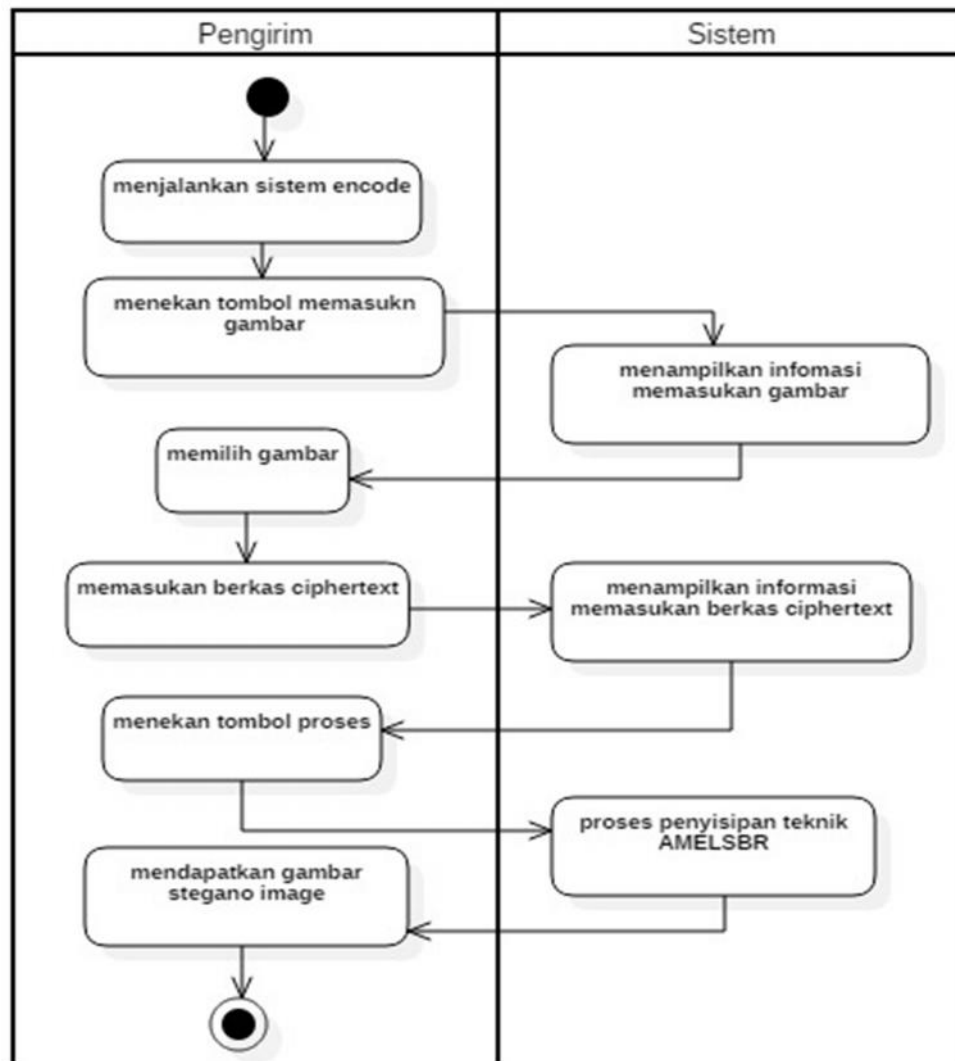 Pengirim
Sistem
menjalankan sistem encode
menekan tombol memasukn
gambar
menampilkan infomasi
memasukan gambar
memilih gambar
memasukan berkas ciphertext
menampilkan informasi
memasukan berkas ciphertext
menekan tombol proses
proses penyisipan teknik
AMELSBR
mendapatkan gambar
stegano image